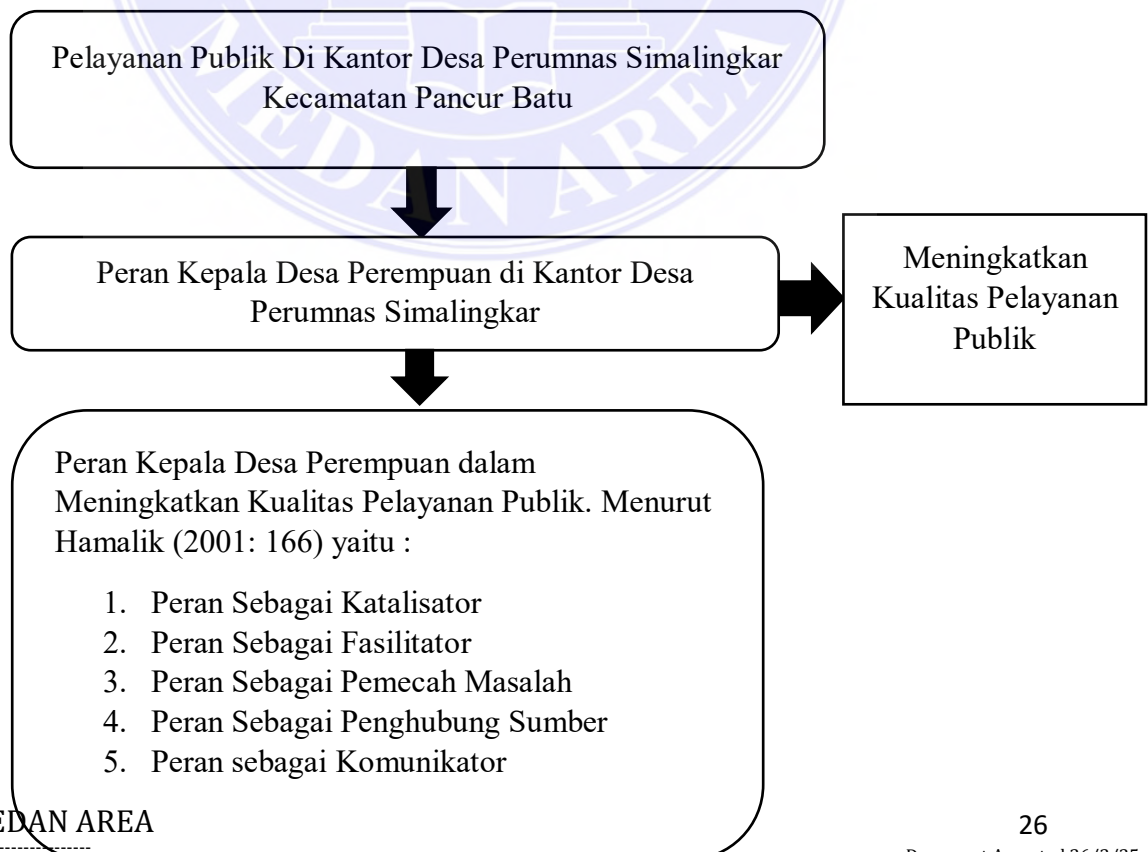 Pelayanan Publik Di Kantor Desa Perumnas Simalingkar
Kecamatan Pancur Batu
MEDAN AREA
Peran Kepala Desa Perempuan di Kantor Desa
Perumnas Simalingkar
Meningkatkan
Kualitas Pelayanan
Publik
Peran Kepala Desa Perempuan dalam
Meningkatkan Kualitas Pelayanan Publik. Menurut
Hamalik (2001: 166) yaitu :
1. Peran Sebagai Katalisator
2. Peran Sebagai Fasilitator
3. Peran Sebagai Pemecah Masalah
4. Peran Sebagai Penghubung Sumber
5. Peran sebagai Komunikator
EDAN AREA
26